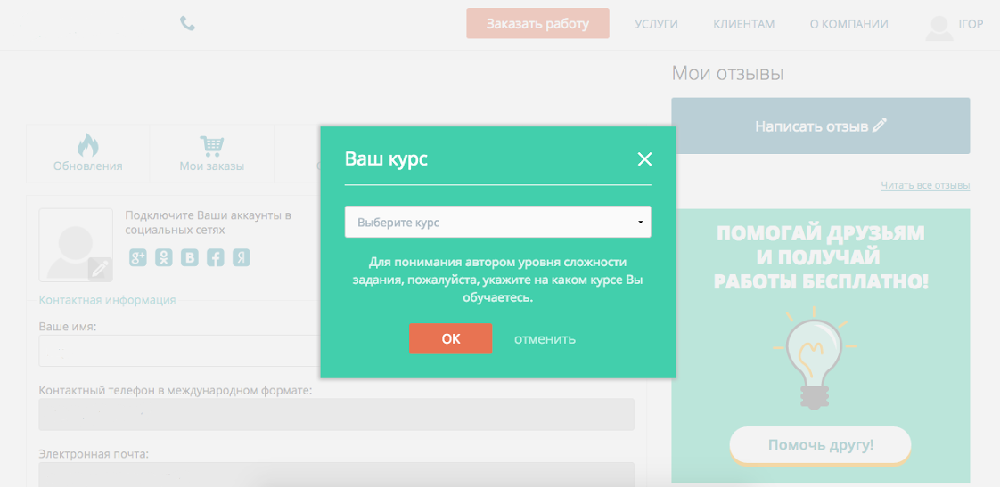 Заказать работу
УСЛУГИ
КЛИЕНТАМ
О КОМПАНИИ
ІГОР
Мои отзывы
Написать отзыв
Обновления
Мои заказы
Читать все отзывы
Ваш курс
Выберите курс
Для понимания автором уровня сложности
задания, пожалуйста, укажите на каком курсе Вы
обучаетесь.
ОК
отменить
Подключите Ваши аккаунты в
социальных сетях
Контактная информация
Ваше имя:
Контактный телефон в международном формате:
Электронная почта:
ПОМОГАЙ ДРУЗЬЯМ
И ПОЛУЧАЙ
РАБОТЫ БЕСПЛАТНО!
Помочь другу!